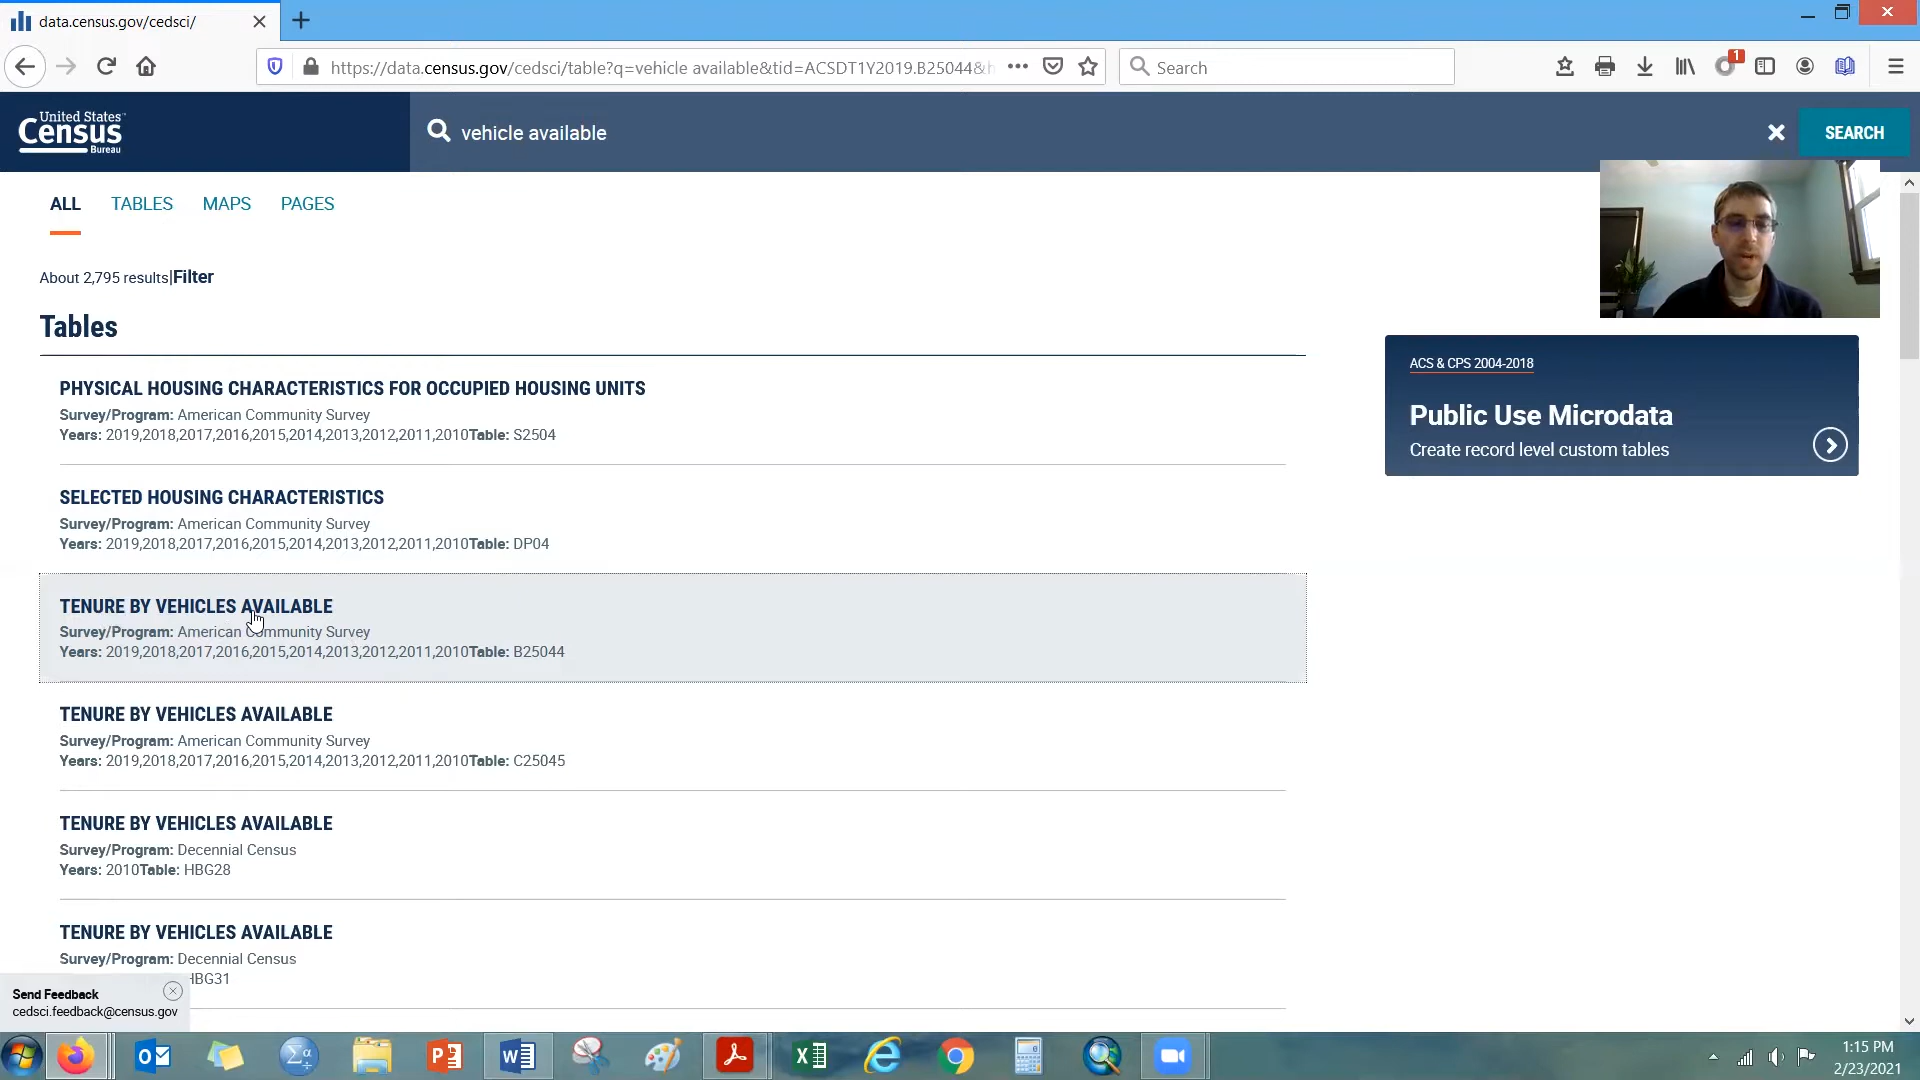 data.census.gov/cedsci/
https://data.census.gov/cedsci/table?q=vehicle available&tid=ACSDT1Y2019.B25044&h
Search
1
United States
Census
Bureau
vehicle available
SEARCH
ALL TABLES MAPS PAGES
About 2,795 results|Filter
Tables
PHYSICAL HOUSING CHARACTERISTICS FOR OCCUPIED HOUSING UNITS
Survey/Program: American Community Survey
Years: 2019,2018,2017,2016,2015,2014,2013,2012,2011,2010Table: S2504
SELECTED HOUSING CHARACTERISTICS
Survey/Program: American Community Survey
Years: 2019,2018,2017,2016,2015,2014,2013,2012,2011,2010Table: DP04
TENURE BY VEHICLES AVAILABLE
Survey/Program: American Community Survey
Years: 2019,2018,2017,2016,2015,2014,2013,2012,2011,2010Table: B25044
TENURE BY VEHICLES AVAILABLE
Survey/Program: American Community Survey
Years: 2019,2018,2017,2016,2015,2014,2013,2012,2011,2010Table: C25045
TENURE BY VEHICLES AVAILABLE
Survey/Program: Decennial Census
Years: 2010Table: HBG28
TENURE BY VEHICLES AVAILABLE
Survey/Program: Decennial Census
HBG31
ACS & CPS 2004-2018
Public Use Microdata
Create record level custom tables
Send Feedback
cedsci.feedback@census.gov
1:15 PM
2/23/2021